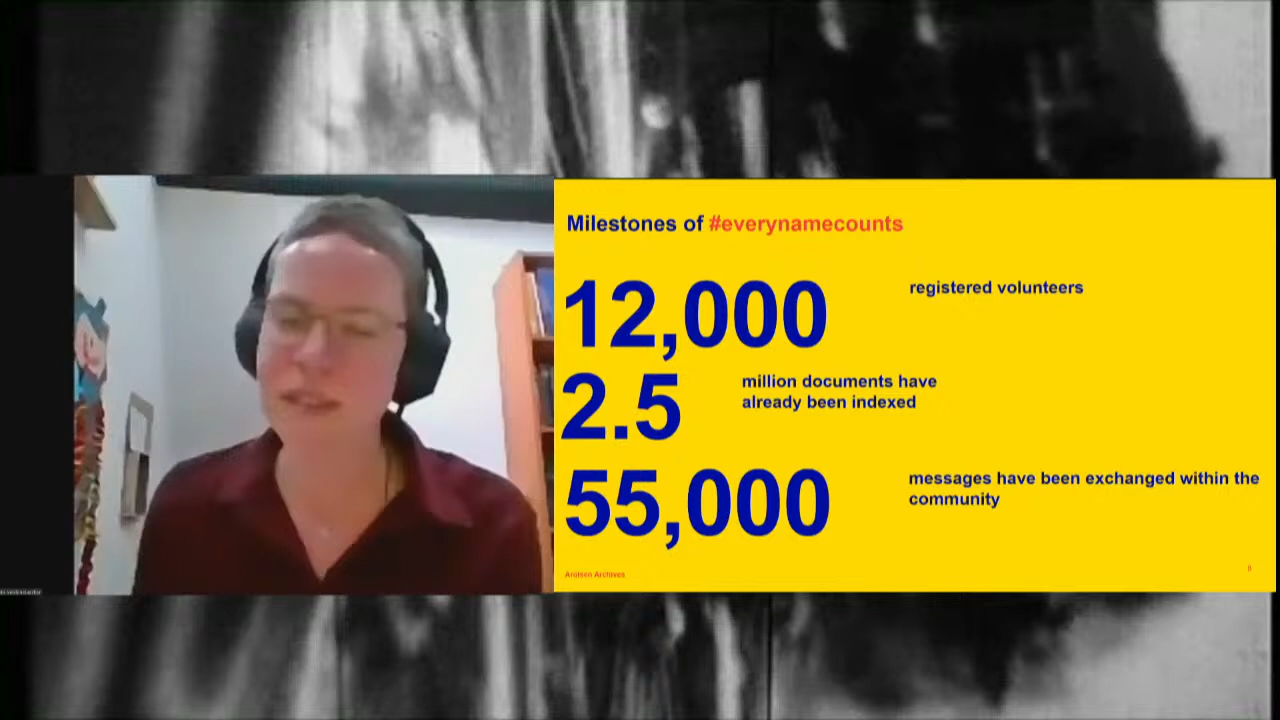 Milestones of #everynamecounts
12,000
registered volunteers
2.5
million documents have
already been indexed
55,000
messages have been exchanged within the
community
Arolsen Archives
8